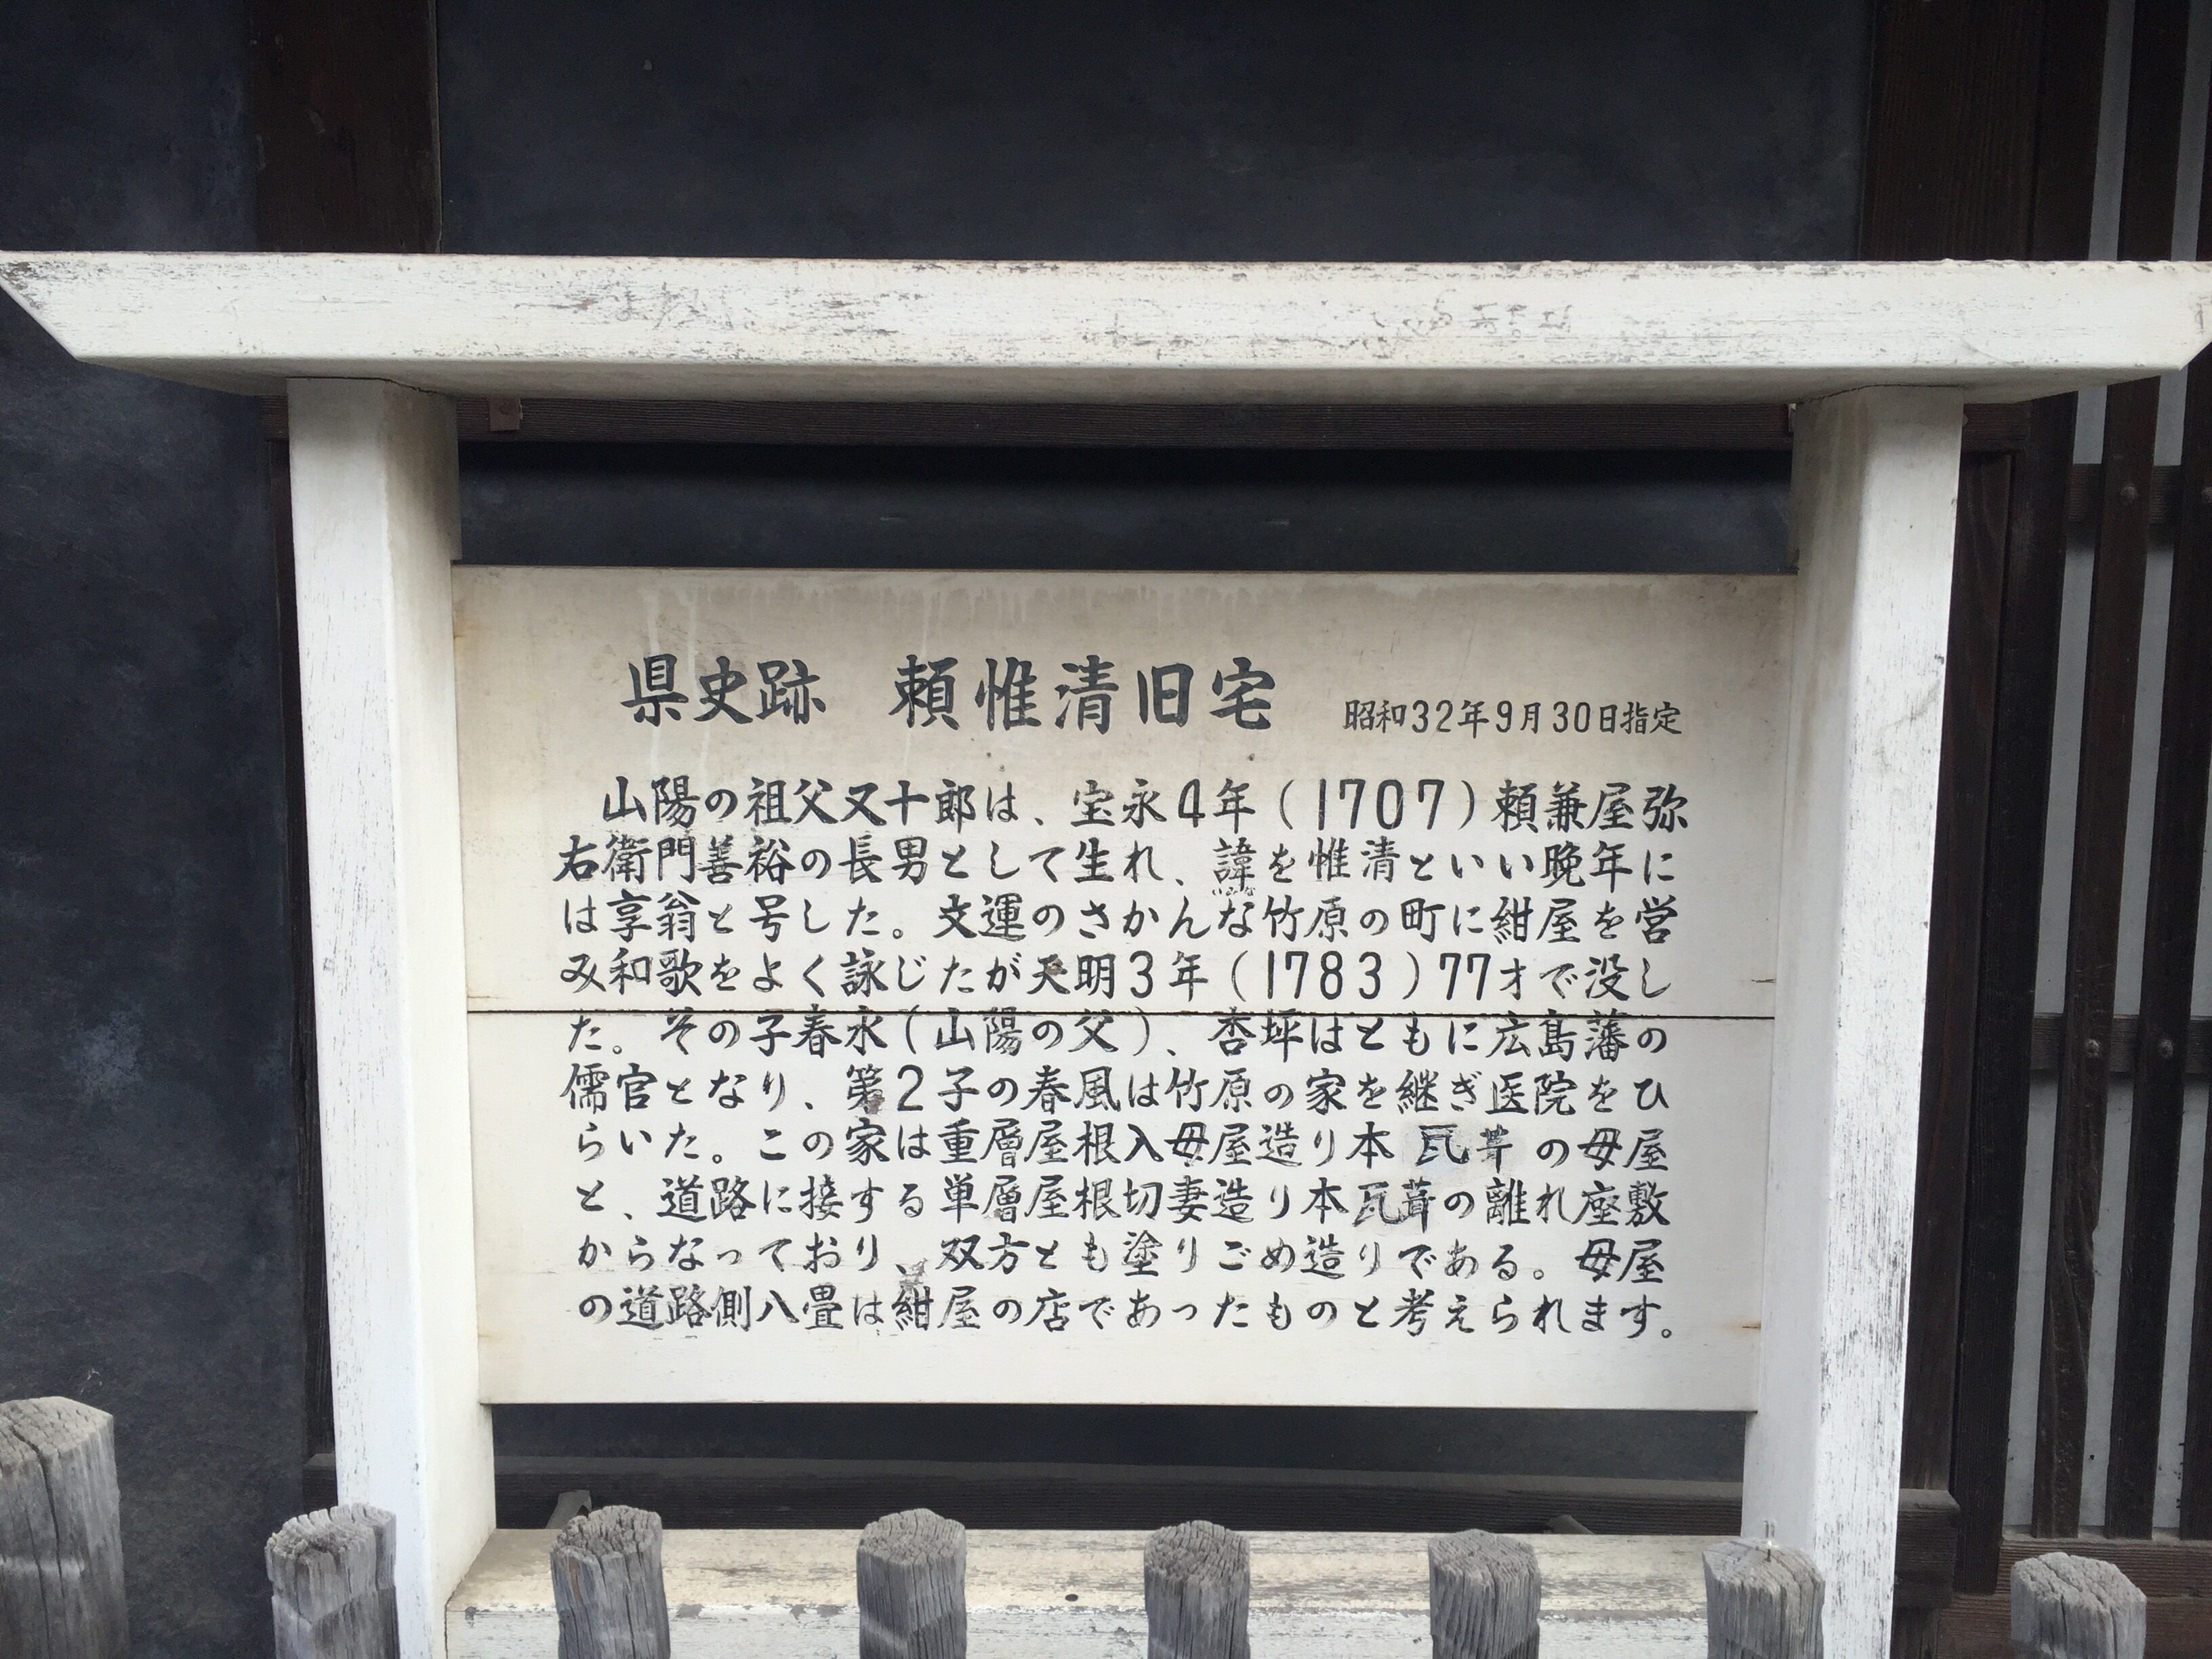 県史跡 頼惟清旧宅 昭和32年9月30日指定
山陽の祖父又十郎は、宝永4年(1707)頼兼屋弥
右衛門善裕の長男として生れ、諱を惟清といい晩年に
は享翁と号した。文運のさかんな竹原の町に紺屋を営
み和歌をよく詠じたが天明3年(1783)77才で没し
た。その子春水(山陽の父)、杏坪はともに広島藩の
儒官となり、第2子の春風は竹原の家を継ぎ医院をひ
らいた。この家は重層屋根入母屋造り本瓦葺の母屋
と、道路に接する単層屋根切妻造り本瓦葺の離れ座敷
からなっており、双方とも塗りごめ造りである。母屋
の道路側八畳は紺屋の店であったものと考えられます。